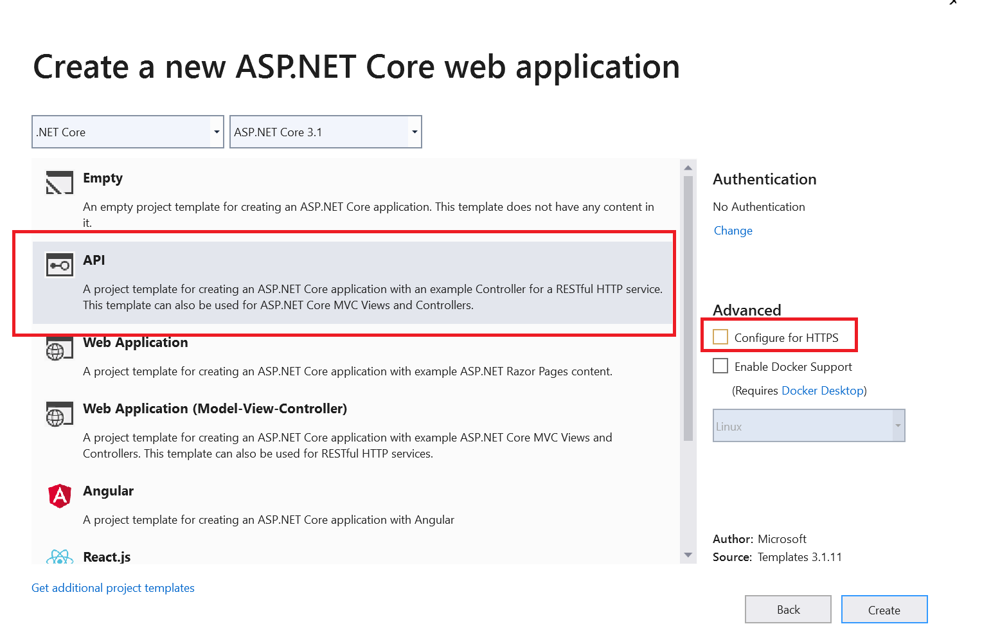 Create a new ASP.NET Core web application
.NET Core
ASP.NET Core 3.1
Empty
An empty project template for creating an ASP.NET Core application. This template does not have any content in
it.
API
A project template for creating an ASP.NET Core application with an example Controller for a RESTful HTTP service.
This template can also be used for ASP.NET Core MVC Views and Controllers.
Web Application
A project template for creating an ASP.NET Core application with example ASP.NET Razor Pages content.
Web Application (Model-View-Controller)
A project template for creating an ASP.NET Core application with example ASP.NET Core MVC Views and
Controllers. This template can also be used for RESTful HTTP services.
Angular
A project template for creating an ASP.NET Core application with Angular
React.js
Get additional project templates
Authentication
No Authentication
Change
Advanced
Configure for HTTPS
Enable Docker Support
(Requires Docker Desktop)
Linux
Author: Microsoft
Source: Templates 3.1.11
Back
Create